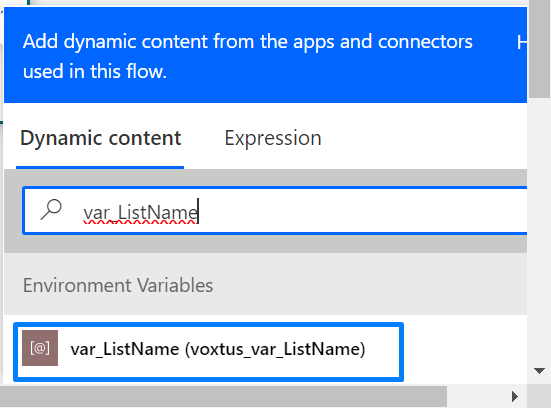 Add dynamic content from the apps and connectors
used in this flow.
Dynamic content Expression
var_ListName
Environment Variables
[@] var_ListName (voxtus_var_ListName)